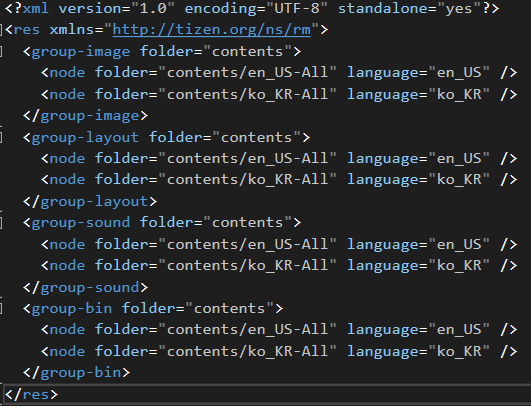 <?xml version="1.0" encoding="UTF-8" standalone="yes"?>
<res xmlns="http://tizen.org/ns/rm">
<group-image folder="contents">
<node folder="contents/en_US-All" language="en_US" />
<node folder="contents/ko_KR-All" language="ko_KR" />
</group-image>
<group-layout folder="contents">
<node folder="contents/en_US-All" language="en_US" />
<node folder="contents/ko_KR-All" language="ko_KR" />
</group-layout>
<group-sound folder="contents">
<node folder="contents/en_US-All" language="en_US" />
<node folder="contents/ko_KR-All" language="ko_KR" />
</group-sound>
<group-bin folder="contents">
<node folder="contents/en_US-All" language="en_US" />
<node folder="contents/ko_KR-All" language="ko_KR" />
</group-bin>
</res>